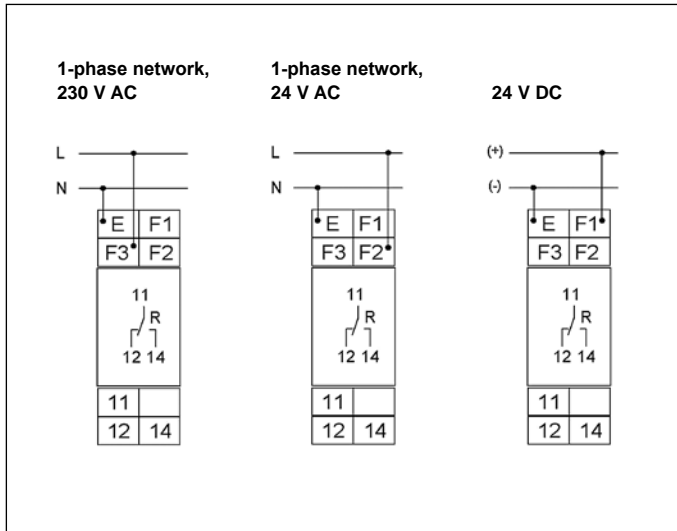 1-phase network,
230 V AC
L
N
E F1
F3 F2
11
R
12 14
11
12 14
1-phase network,
24 V AC
L
N
E F1
F3 F2
11
R
12 14
11
12 14
24 V DC
(+)
(-)
E F1
F3 F2
11
R
12 14
11
12 14